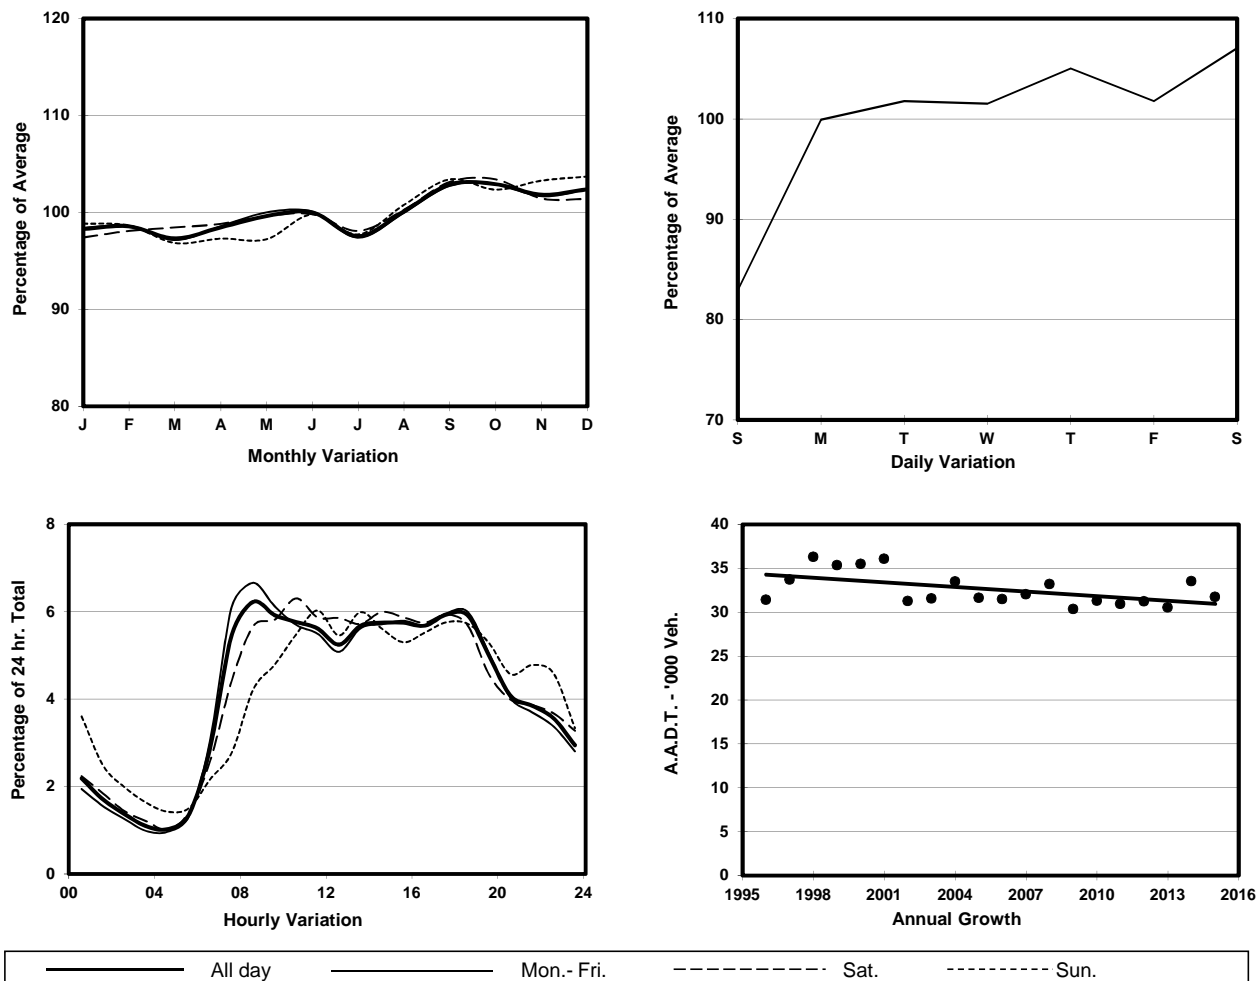 120
110
100
90
80
Percentage of Average
J F M A M J J A S O N D
Monthly Variation
110
100
90
80
70
Percentage of Average
S M T W T F S
Daily Variation
8
6
4
2
0
Percentage of 24 hr. Total
00 04 08 12 16 20 24
Hourly Variation
40
35
30
25
20
15
10
5
0
A.A.D.T. - '000 Veh.
1995 1998 2001 2004 2007 2010 2013 2016
Annual Growth
All day Mon.- Fri. Sat. Sun.